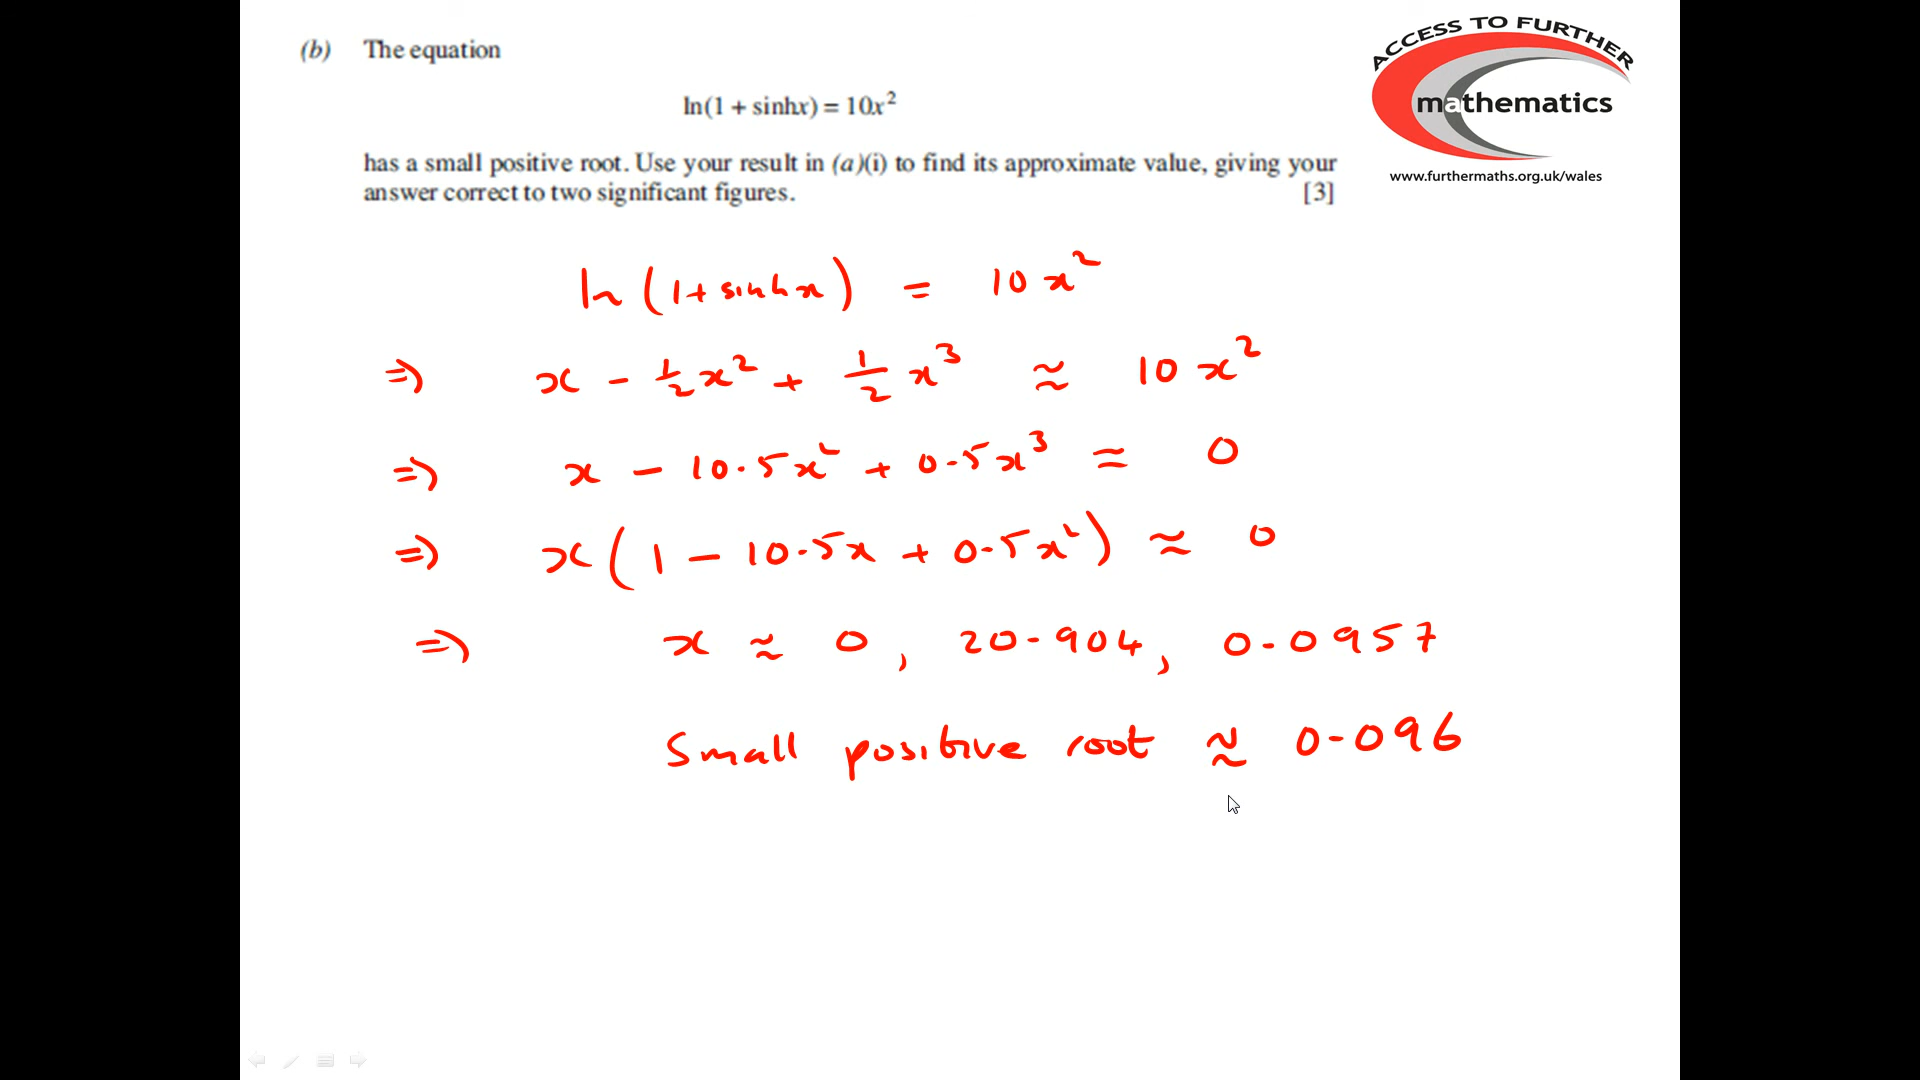 (b) The equation
ln(1 + sinhx) = 10x²
has a small positive root. Use your result in (a)(i) to find its approximate value, giving your
answer correct to two significant figures. [3]
ACCESS TO FURTHER
mathematics
www.furthermaths.org.uk/wales
ln(1+sinhx) = 10x²
⇒ x - ½x² + ½x³ ≈ 10x²
⇒ x - 10.5x² + 0.5x³ ≈ 0
⇒ x(1 - 10.5x + 0.5x²) ≈ 0
⇒ x ≈ 0, 20.904, 0.0957
Small positive root ≈ 0.096